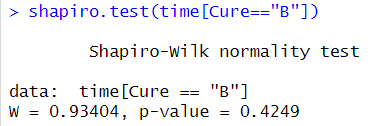 > shapiro.test(time[Cure=="B"])
Shapiro-Wilk normality test
data:  time[Cure == "B"]
W = 0.93404, p-value = 0.4249